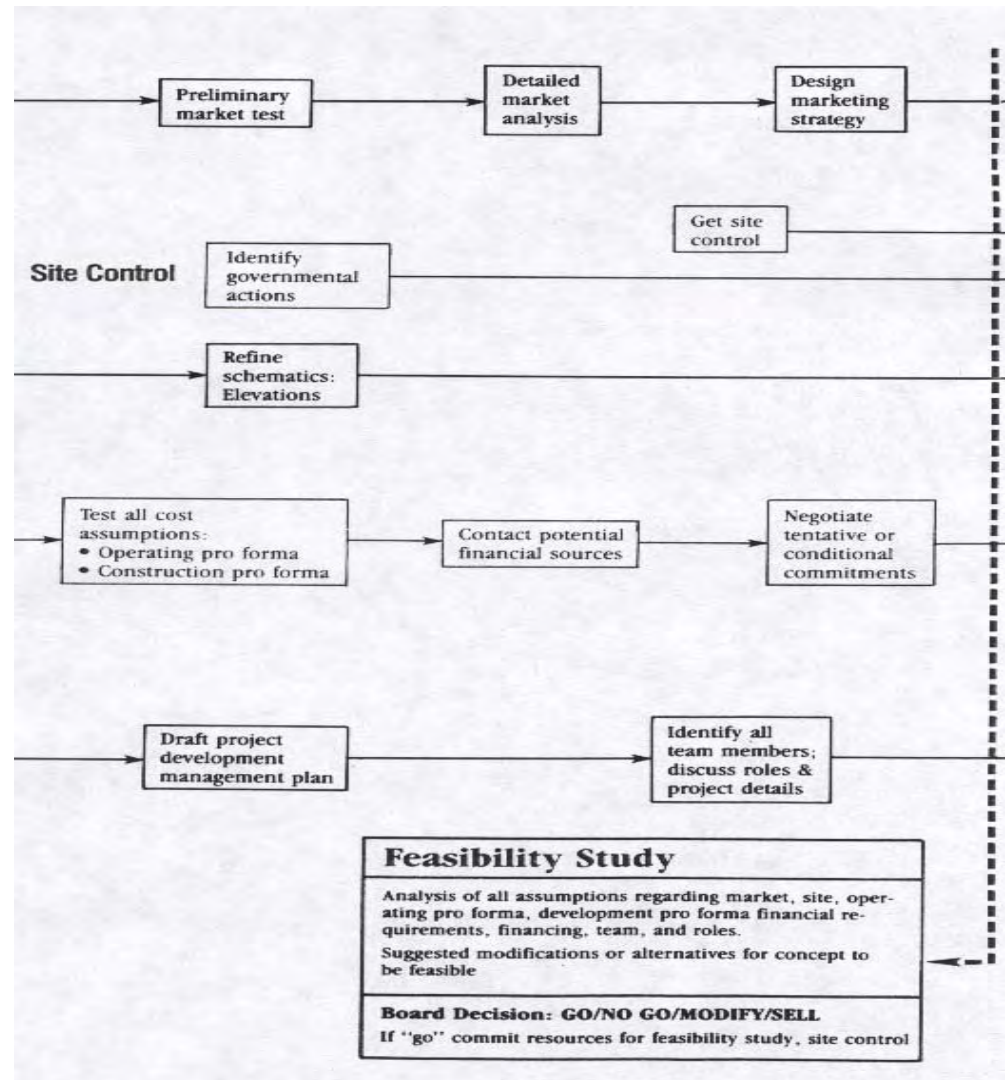 Preliminary
market test
Detailed
market
analysis
Design
marketing
strategy
Get site
control
Site Control
Identify
governmental
actions
Refine
schematics:
Elevations
Test all cost
assumptions:
• Operating pro forma
• Construction pro forma
Contact potential
financial sources
Negotiate
tentative or
conditional
commitments
Draft project
development
management plan
Identify all
team members;
discuss roles &
project details
Feasibility Study
Analysis of all assumptions regarding market, site, oper-
ating pro forma, development pro forma financial re-
quirements, financing, team, and roles.
Suggested modifications or alternatives for concept to
be feasible
Board Decision: GO/NO GO/MODIFY/SELL
If "go" commit resources for feasibility study, site control